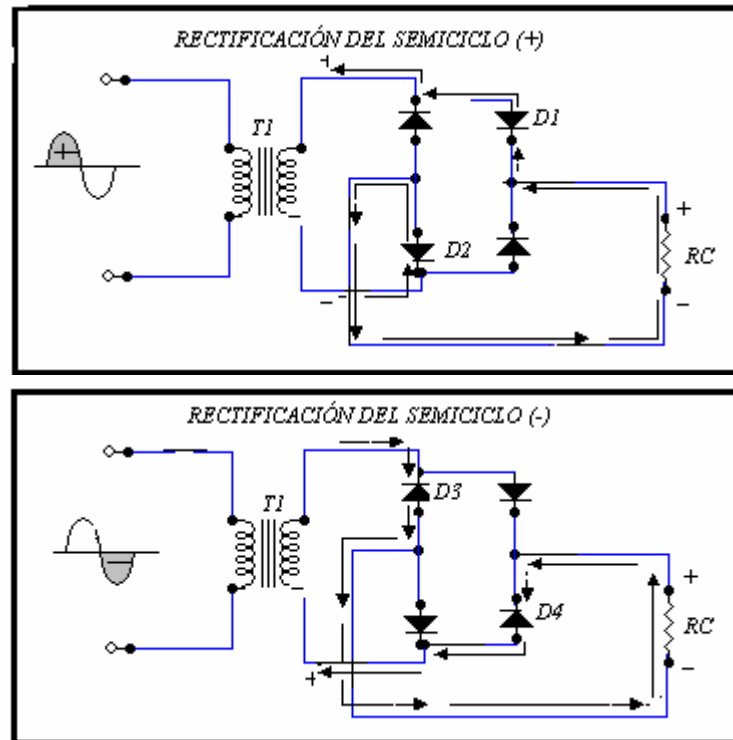 RECTIFICACIÓN DEL SEMICICLO (+)
+
T1
D1
+
+
D2
RC
-
-
-
RECTIFICACIÓN DEL SEMICICLO (-)
T1
D3
-
+
D4
RC
-
+
-